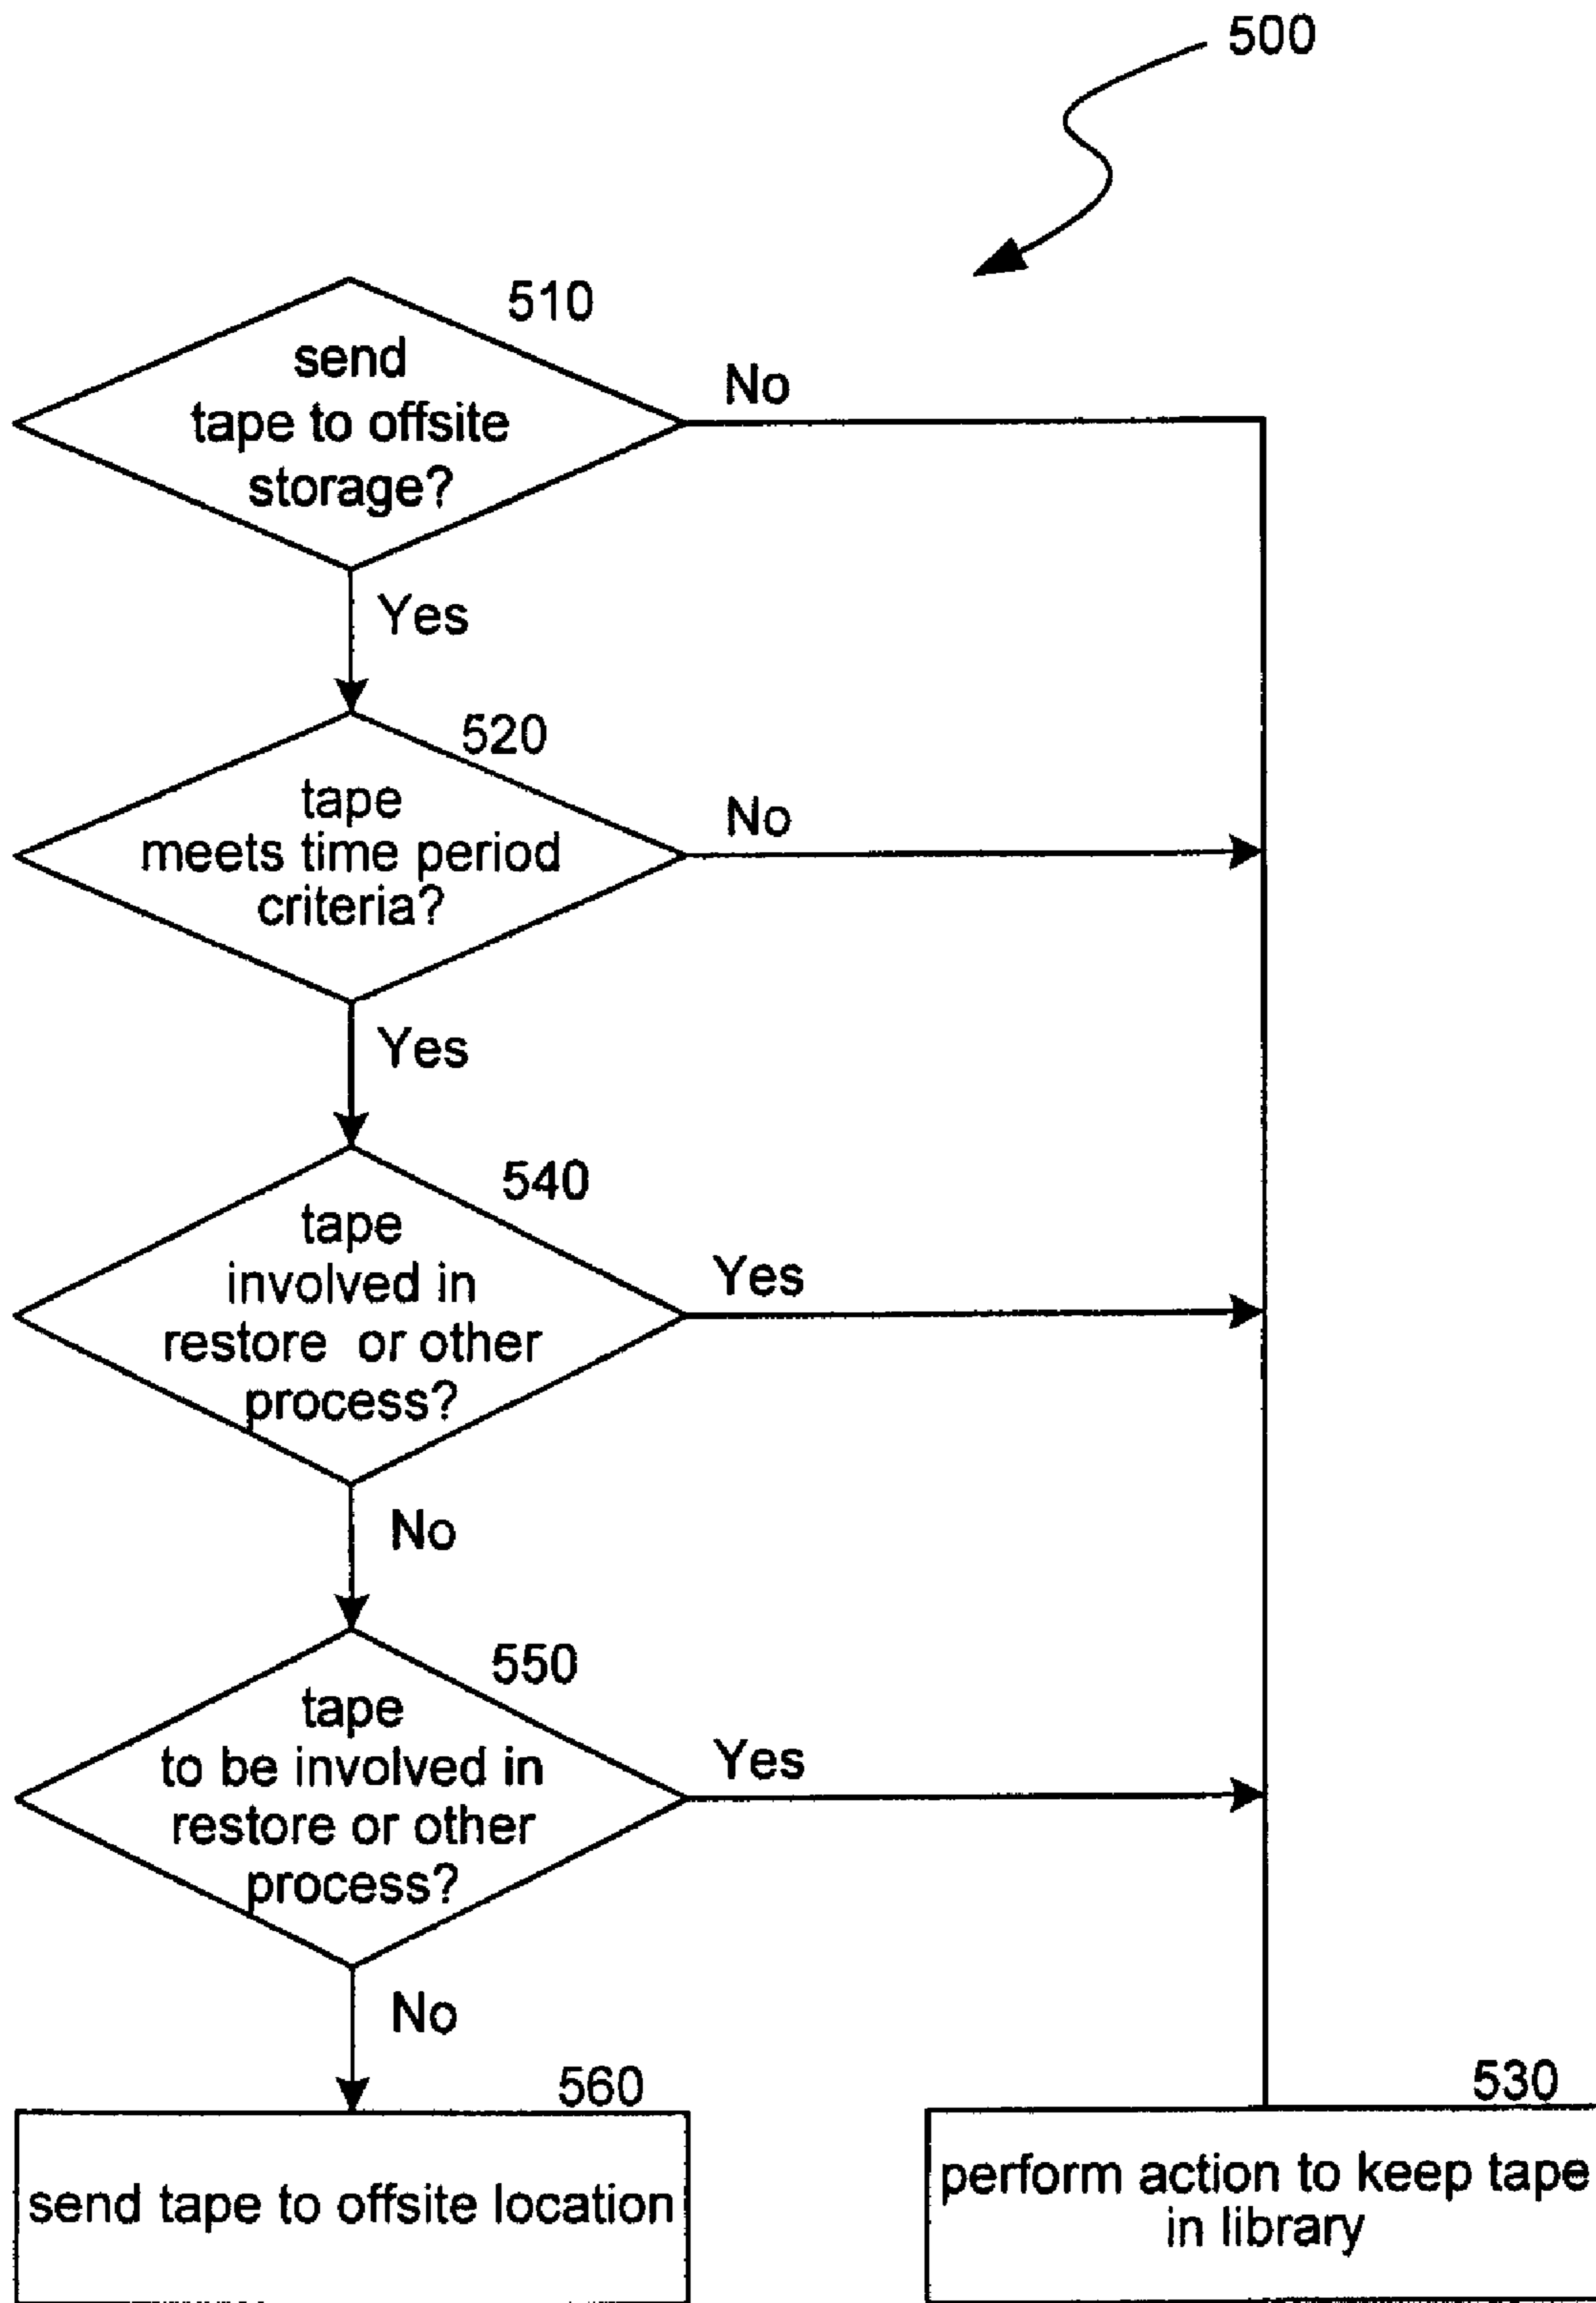 500
510
send
tape to offsite
storage?
No
Yes
520
tape
meets time period
criteria?
No
Yes
540
tape
involved in
restore or other
process?
Yes
No
550
tape
to be involved in
restore or other
process?
Yes
No
560
send tape to offsite location
530
perform action to keep tape
in library